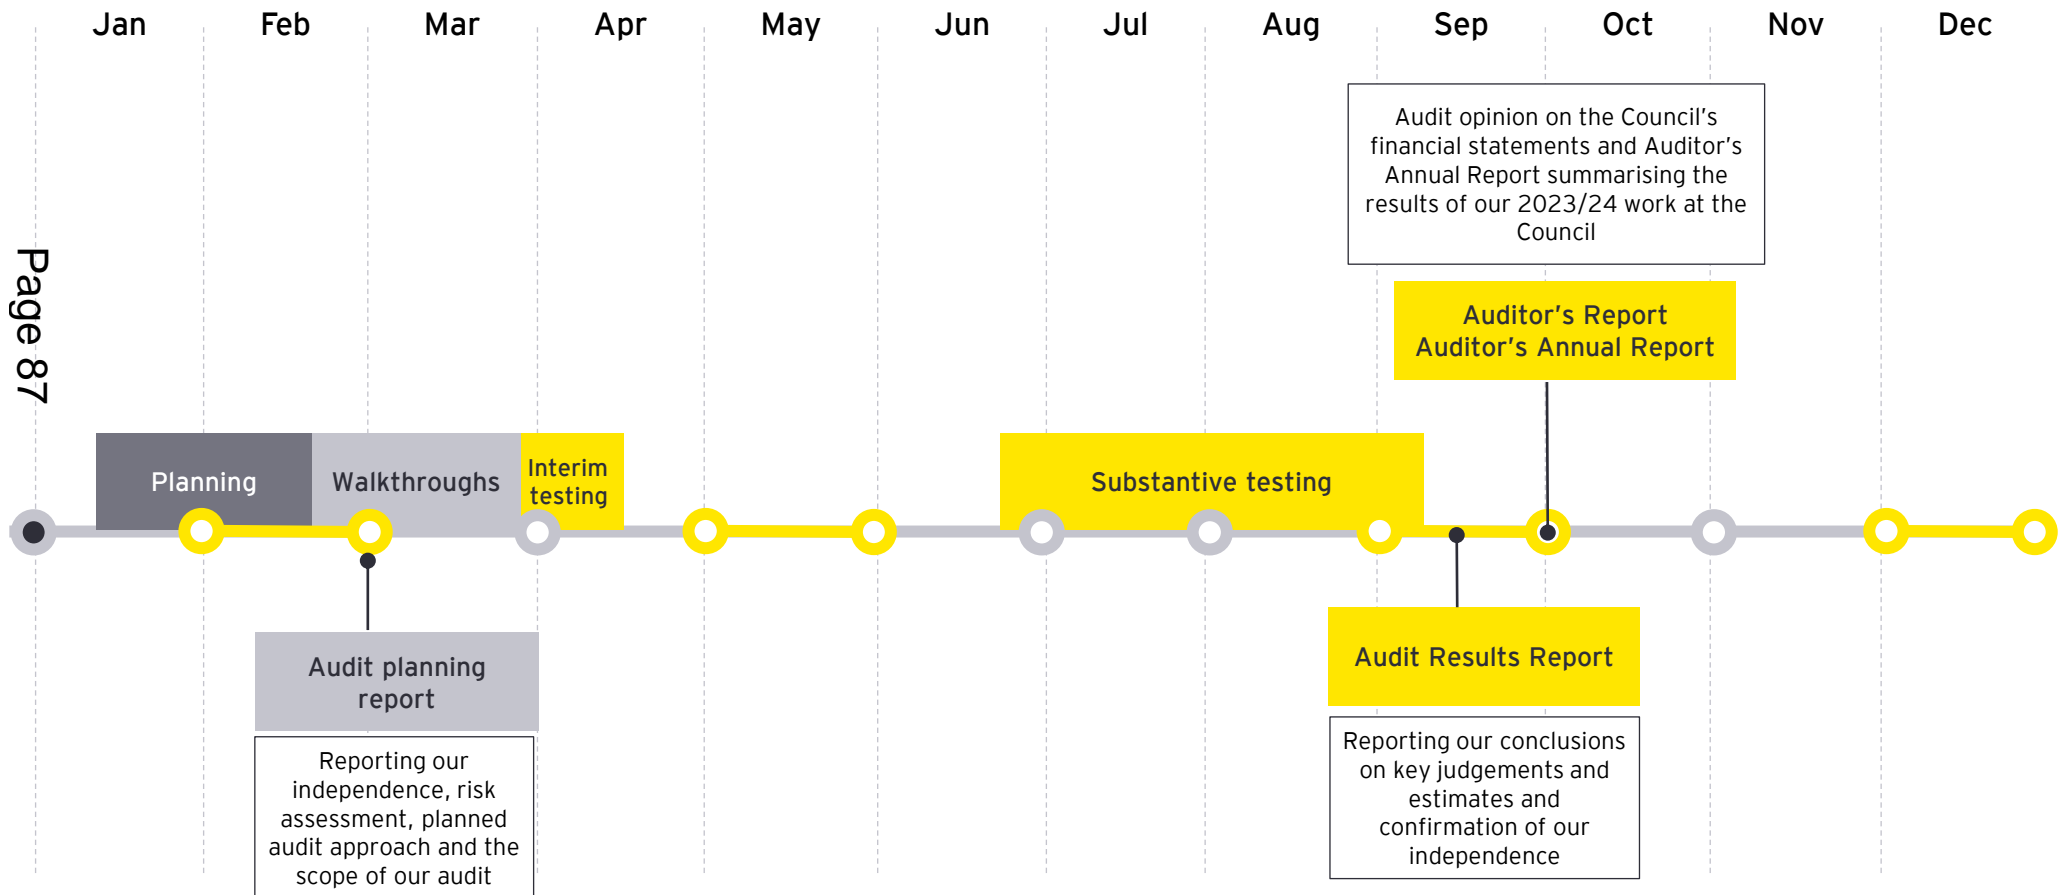 Jan Feb Mar Apr May Jun Jul Aug Sep Oct Nov Dec
Audit opinion on the Council's
financial statements and Auditor's
Annual Report summarising the
results of our 2023/24 work at the
Council
Page 87
Auditor's Report
Auditor's Annual Report
Planning
Walkthroughs
Interim
testing
Substantive testing
Audit planning
report
Reporting our
independence, risk
assessment, planned
audit approach and the
scope of our audit
Audit Results Report
Reporting our conclusions
on key judgements and
estimates and
confirmation of our
independence